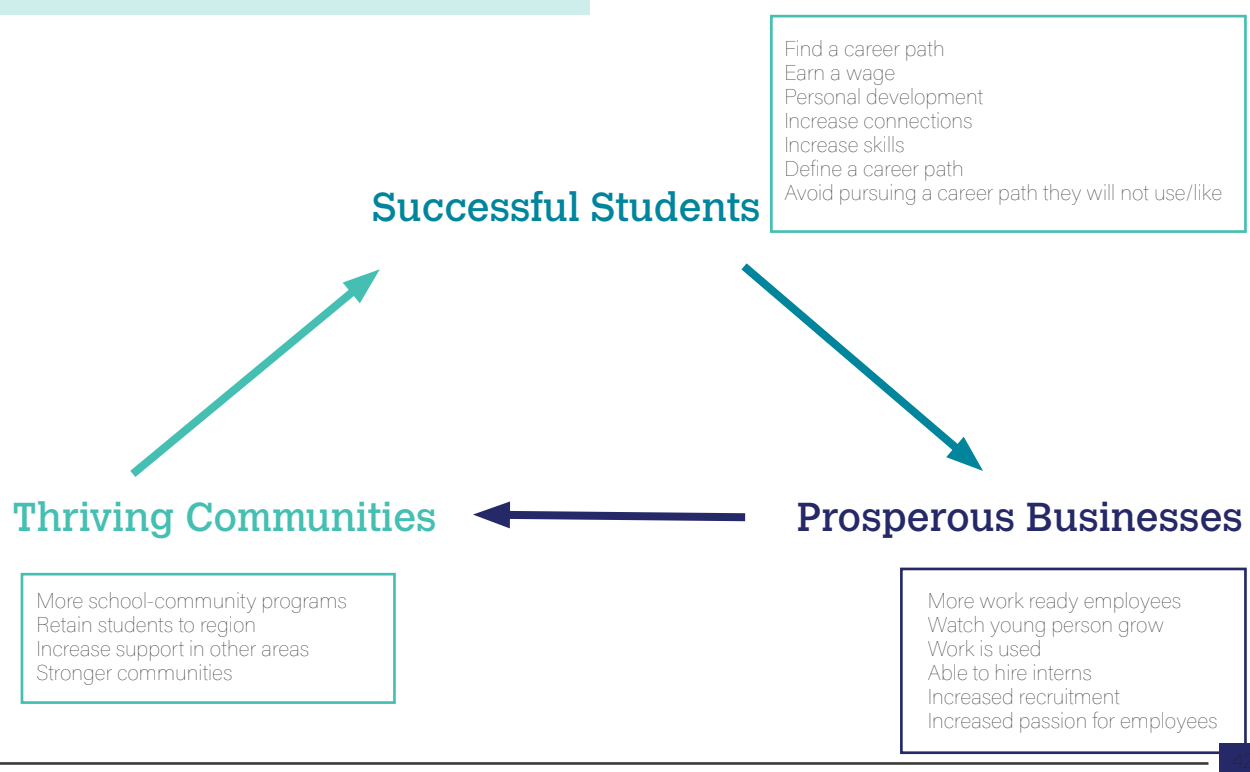 Find a career path
Earn a wage
Personal development
Increase connections
Increase skills
Define a career path
Avoid pursuing a career path they will not use/like
Successful Students
Thriving Communities
Prosperous Businesses
More school-community programs
Retain students to region
Increase support in other areas
Stronger communities
More work ready employees
Watch young person grow
Work is used
Able to hire interns
Increased recruitment
Increased passion for employees